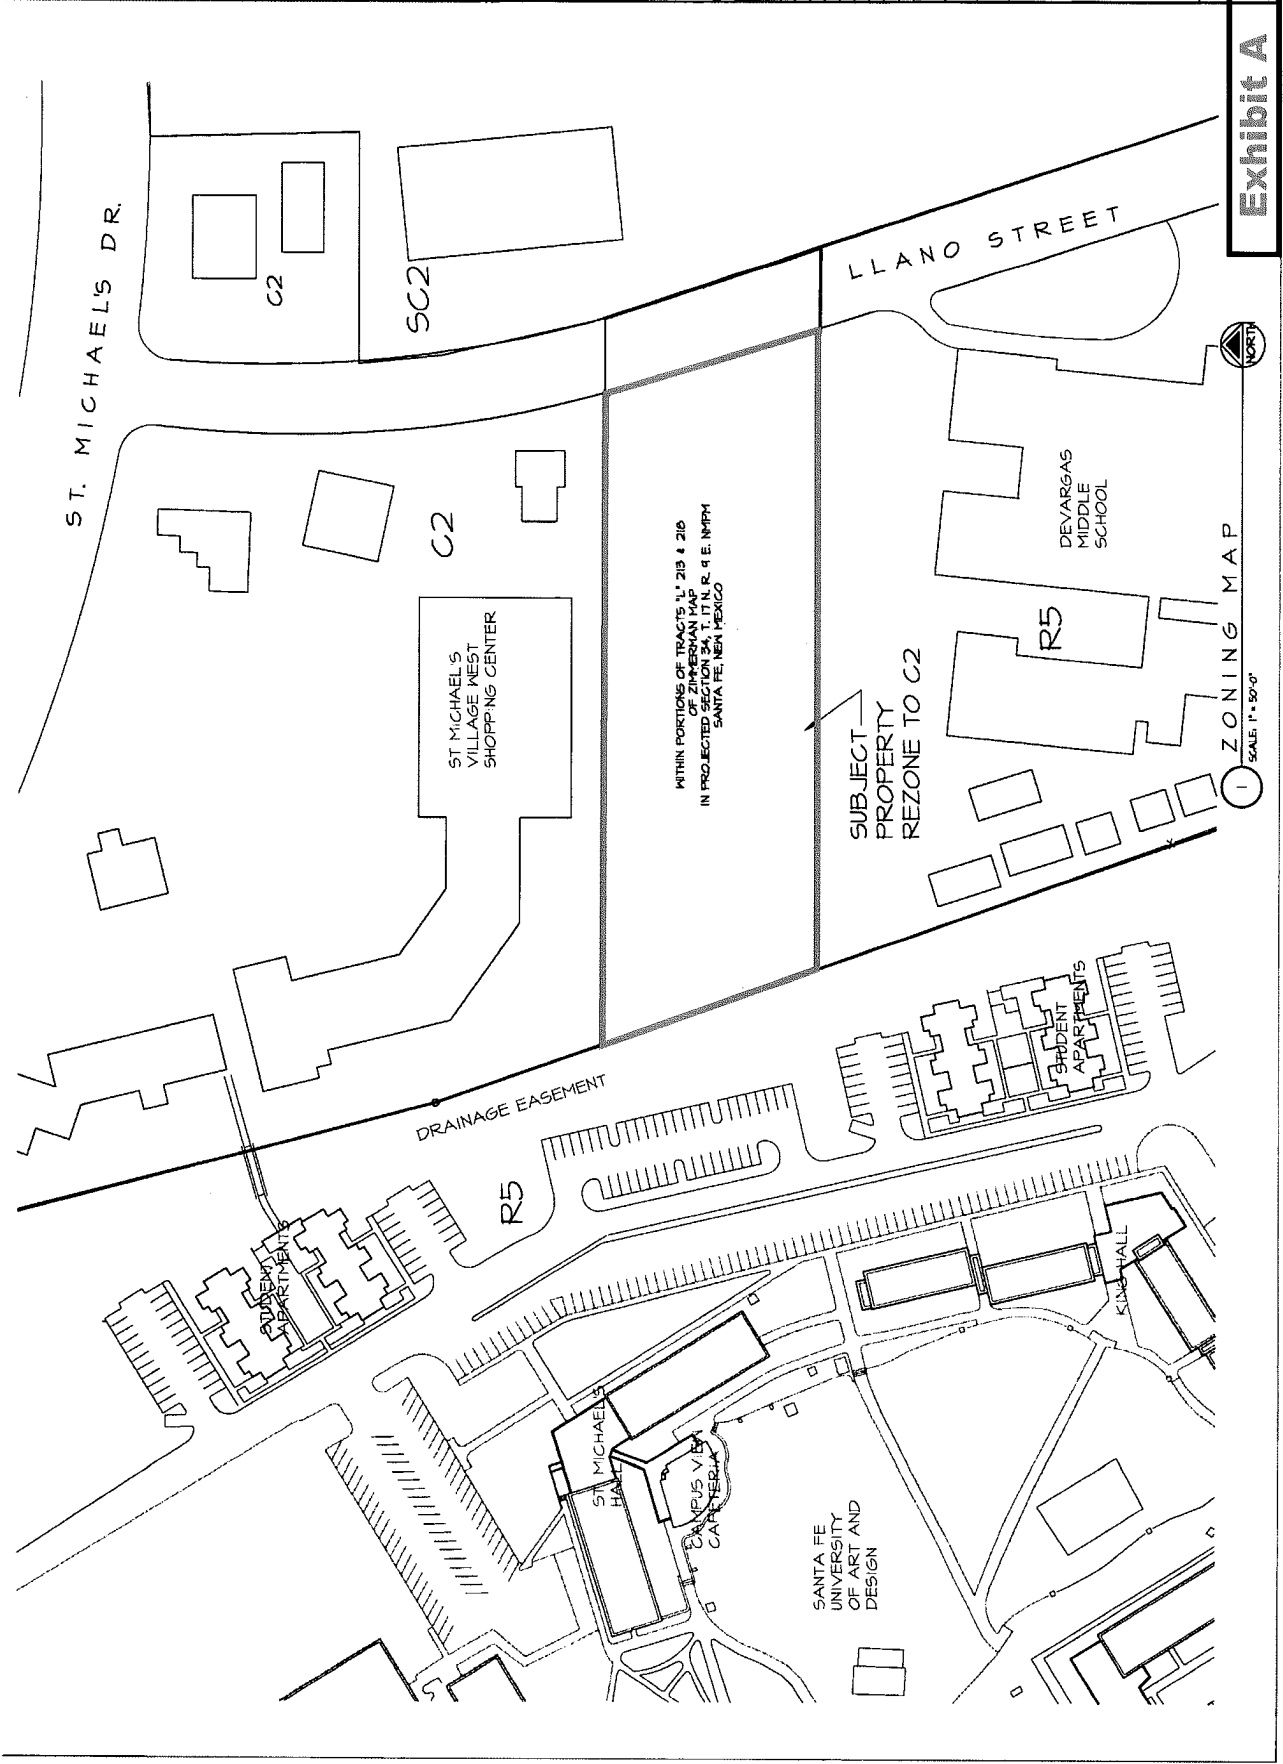 Exhibit A
ST. MICHAEL'S DR.
C2
SC2
LLANO STREET
C2
ST MICHAEL'S
VILLAGE WEST
SHOPPING CENTER
WITHIN PORTIONS OF TRACTS "L" 213 & 218
OF ZIMMERMAN MAP
IN PROJECTED SECTION 34, T. 17 N. R. 9 E. NMPM
SANTA FE, NEW MEXICO
SUBJECT
PROPERTY
REZONE TO C2
DEVARGAS
MIDDLE
SCHOOL
R5
DRAINAGE EASEMENT
R5
STUDENT
APARTMENTS
STUDENT
APARTMENTS
ST. MICHAEL'S
HALL
CAMPUS VIEW
CAFETERIA
KING HALL
SANTA FE
UNIVERSITY
OF ART AND
DESIGN
1
ZONING MAP
SCALE: 1" = 50'-0"
NORTH